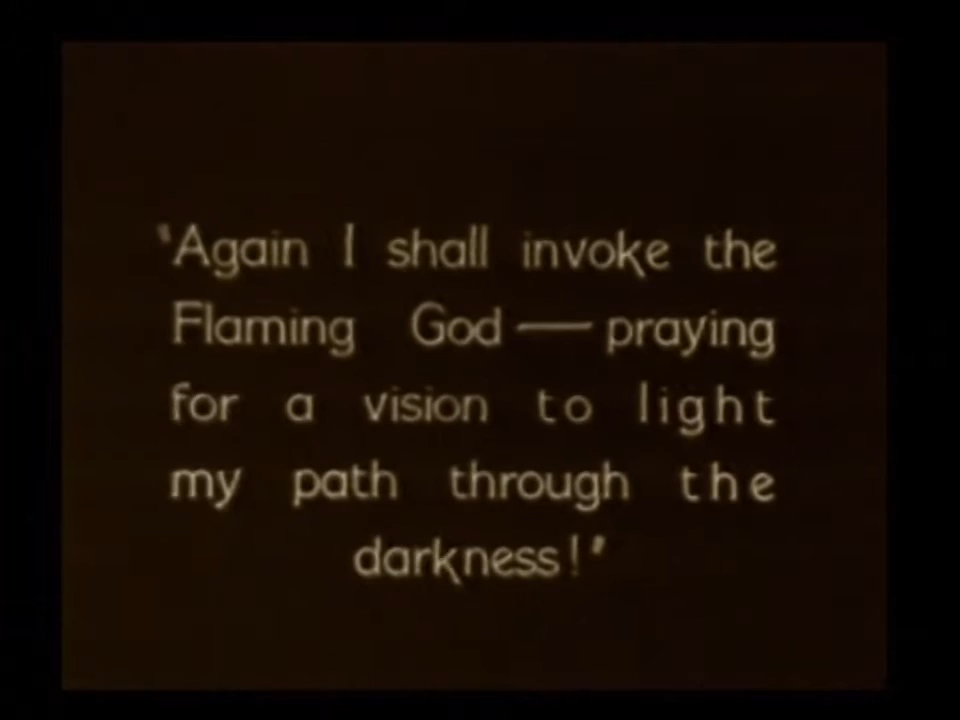 "Again I shall invoke the
Flaming God — praying
for a vision to light
my path through the
darkness!"